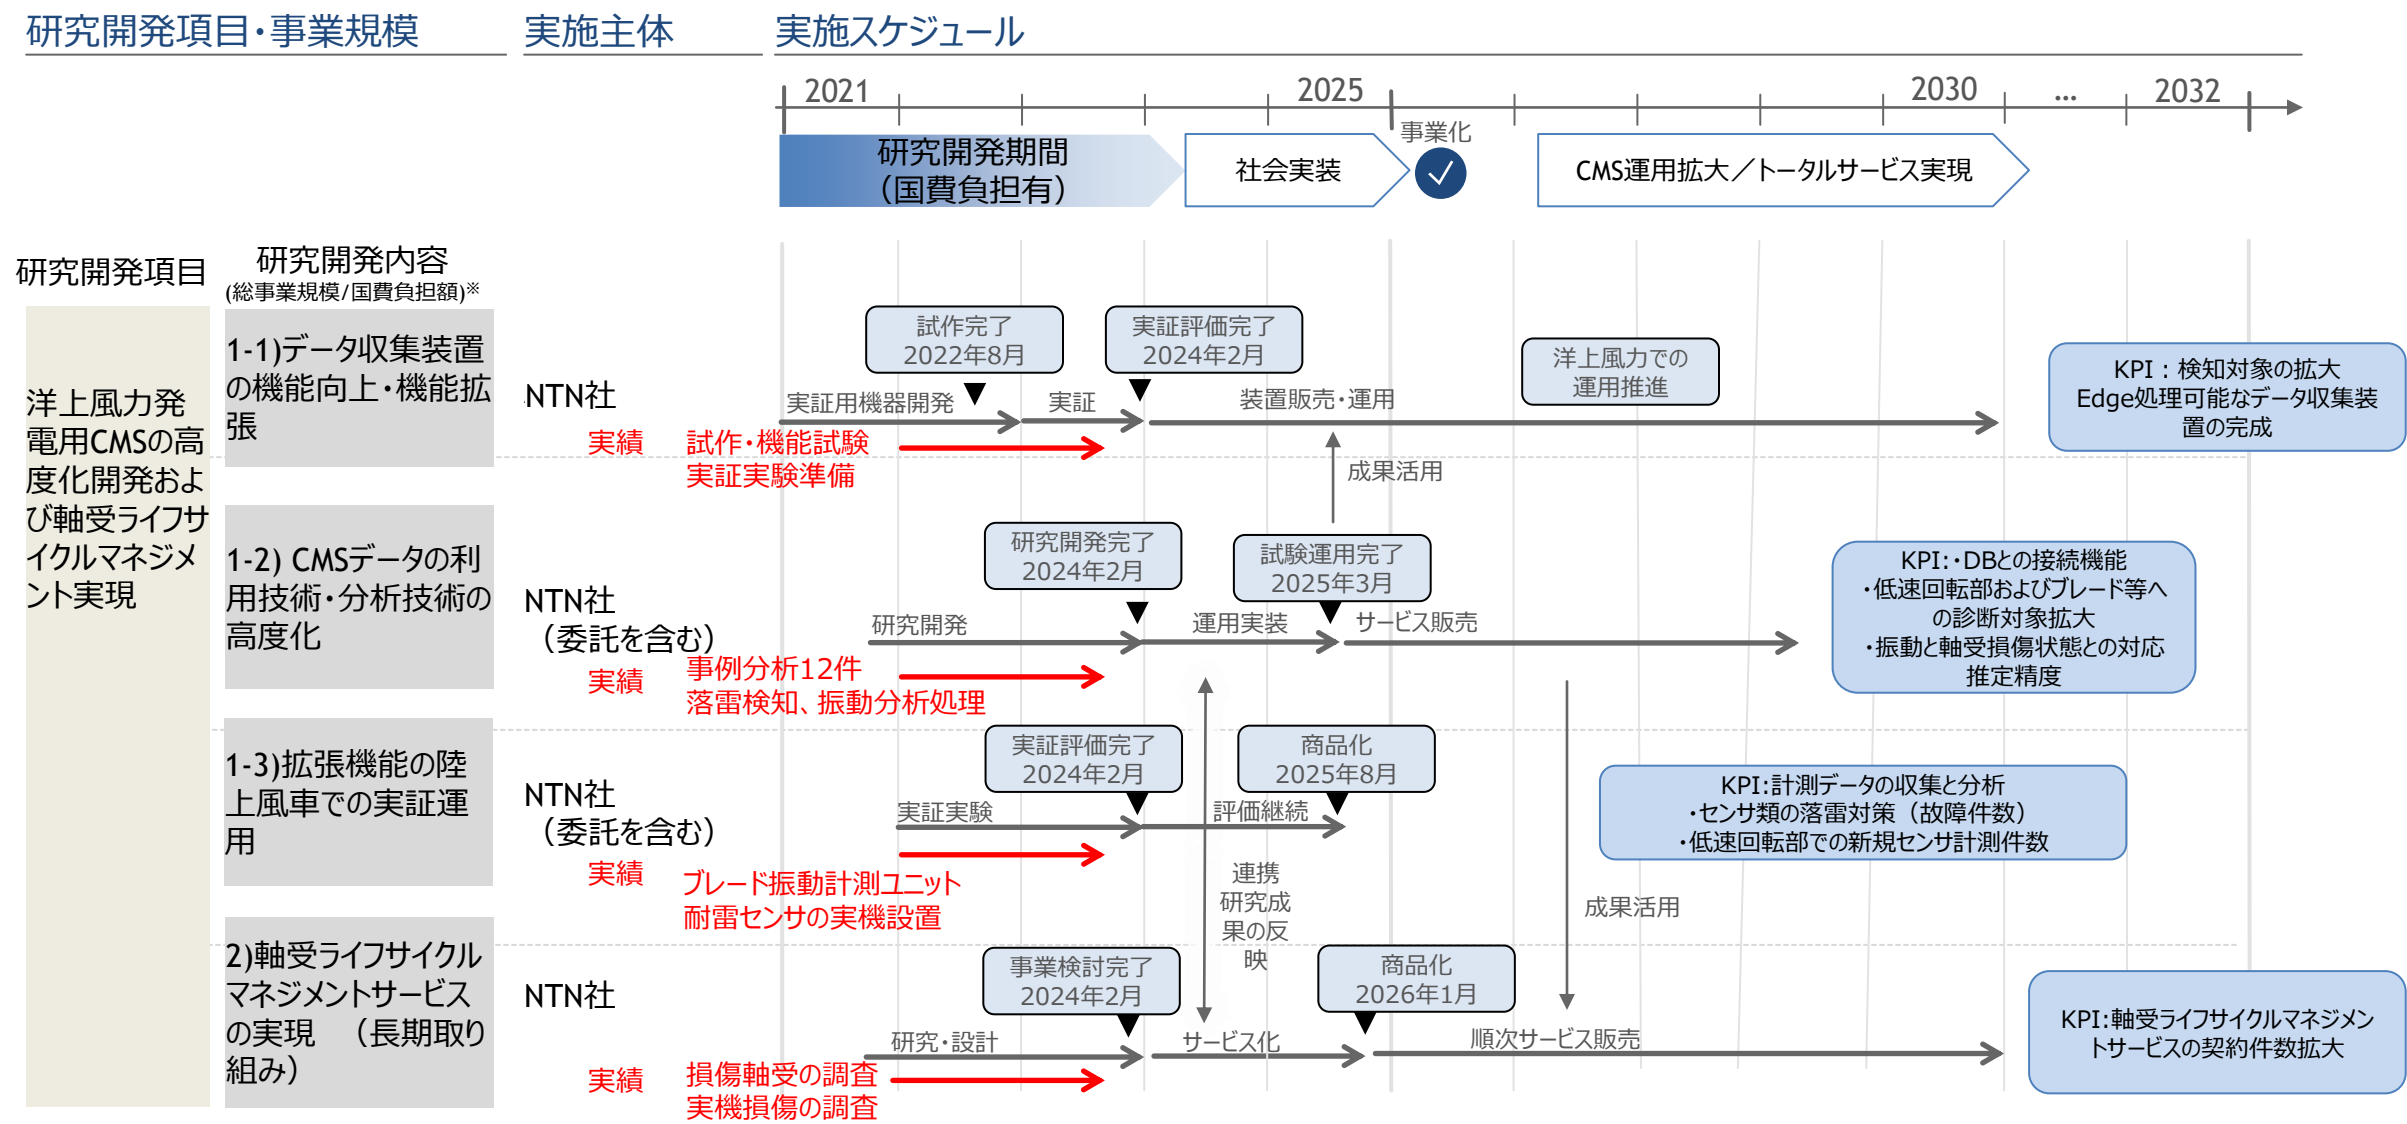 研究開発項目・事業規模
実施主体
実施スケジュール
2021
2025
2030
...
2032
研究開発期間
（国費負担有）
社会実装
事業化
CMS運用拡大／トータルサービス実現
研究開発項目
研究開発内容
(総事業規模/国費負担額)※
洋上風力発
電用CMSの高
度化開発およ
び軸受ライフサ
イクルマネジメ
ント実現
1-1)データ収集装置
の機能向上・機能拡
張
NTN社
試作完了
2022年8月
実証評価完了
2024年2月
洋上風力での
運用推進
実証用機器開発
実証
装置販売・運用
実績
試作・機能試験
実証実験準備
成果活用
KPI：検知対象の拡大
Edge処理可能なデータ収集装
置の完成
1-2) CMSデータの利
用技術・分析技術の
高度化
NTN社
（委託を含む）
研究開発完了
2024年2月
試験運用完了
2025年3月
研究開発
運用実装
サービス販売
実績
事例分析12件
落雷検知、振動分析処理
KPI:・DBとの接続機能
・低速回転部およびブレード等へ
の診断対象拡大
・振動と軸受損傷状態との対応
推定精度
1-3)拡張機能の陸
上風車での実証運
用
NTN社
（委託を含む）
実証評価完了
2024年2月
商品化
2025年8月
実証実験
評価継続
実績
ブレード振動計測ユニット
耐雷センサの実機設置
連携
研究成
果の反
映
成果活用
KPI:計測データの収集と分析
・センサ類の落雷対策（故障件数）
・低速回転部での新規センサ計測件数
2)軸受ライフサイクル
マネジメントサービス
の実現　（長期取り
組み）
NTN社
事業検討完了
2024年2月
商品化
2026年1月
研究・設計
サービス化
順次サービス販売
実績
損傷軸受の調査
実機損傷の調査
KPI:軸受ライフサイクルマネジメン
トサービスの契約件数拡大